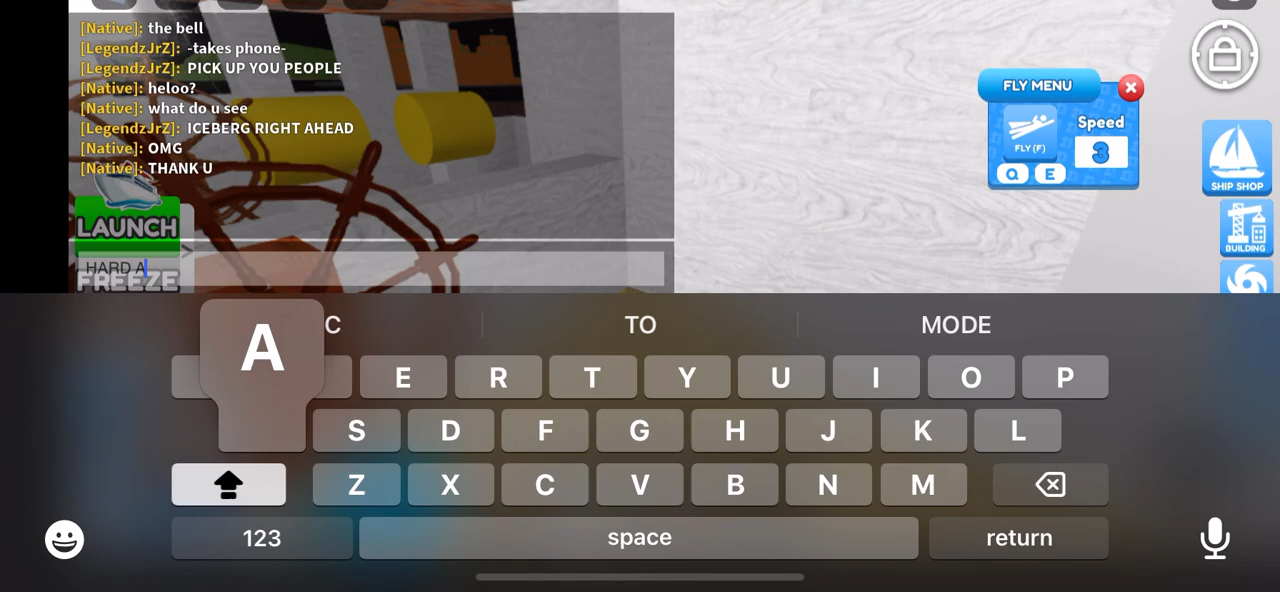 [Native]: the bell
[LegendzJrZ]: -takes phone-
[LegendzJrZ]: PICK UP YOU PEOPLE
[Native]: heloo?
[Native]: what do u see
[LegendzJrZ]: ICEBERG RIGHT AHEAD
[Native]: OMG
[Native]: THANK U
LAUNCH
HARD A
FREEZE
FLY MENU
Speed
FLY (F)
3
Q E
SHIP SHOP
BUILDING
TO MODE
A
E R T Y U I O P
S D F G H J K L
Z X C V B N M
123 space return